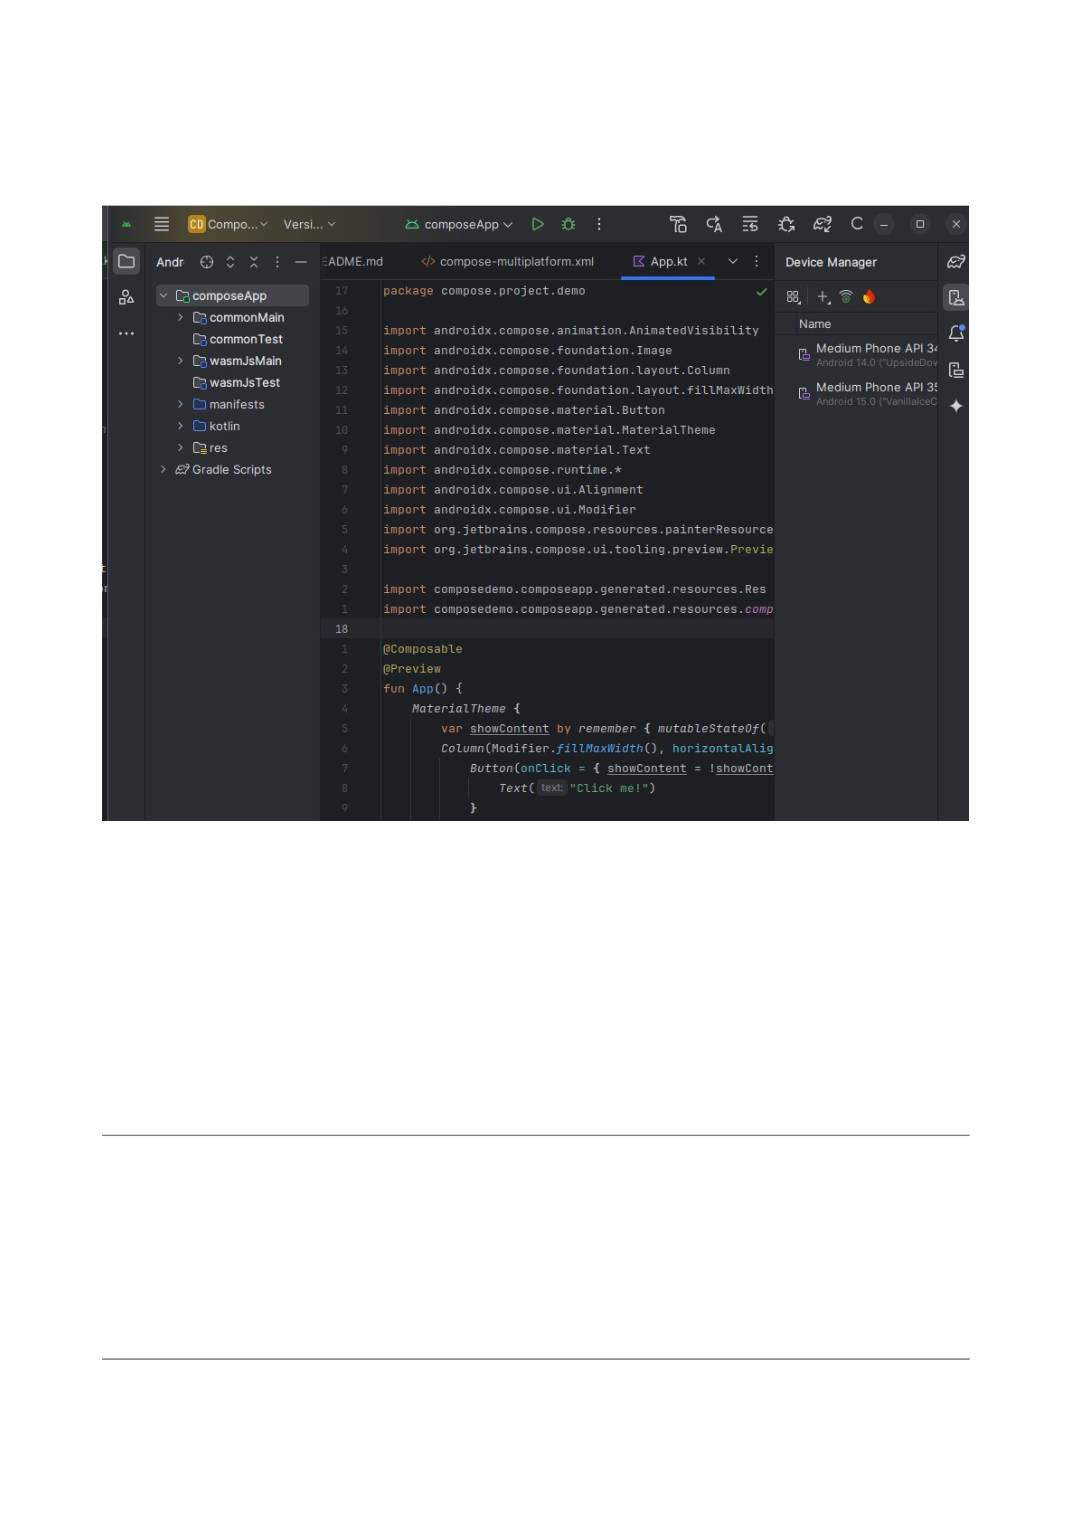 CD Compo... Versi... composeApp
Andr
composeApp
commonMain
commonTest
wasmJsMain
wasmJsTest
manifests
kotlin
res
Gradle Scripts
EADME.md </> compose-multiplatform.xml App.kt
17 package compose.project.demo
16
15 import androidx.compose.animation.AnimatedVisibility
14 import androidx.compose.foundation.Image
13 import androidx.compose.foundation.layout.Column
12 import androidx.compose.foundation.layout.fillMaxWidth
11 import androidx.compose.material.Button
10 import androidx.compose.material.MaterialTheme
9 import androidx.compose.material.Text
8 import androidx.compose.runtime.*
7 import androidx.compose.ui.Alignment
6 import androidx.compose.ui.Modifier
5 import org.jetbrains.compose.resources.painterResource
4 import org.jetbrains.compose.ui.tooling.preview.Previe
3
2 import composedemo.composeapp.generated.resources.Res
1 import composedemo.composeapp.generated.resources.comp
18
1 @Composable
2 @Preview
3 fun App() {
4 MaterialTheme {
5 var showContent by remember { mutableStateOf(
6 Column(Modifier.fillMaxWidth(), horizontalAlig
7 Button(onClick = { showContent = !showCont
8 Text( text: "Click me!")
9 }
Device Manager
Name
Medium Phone API 34
Android 14.0 ("UpsideDow
Medium Phone API 35
Android 15.0 ("VanillaIceC